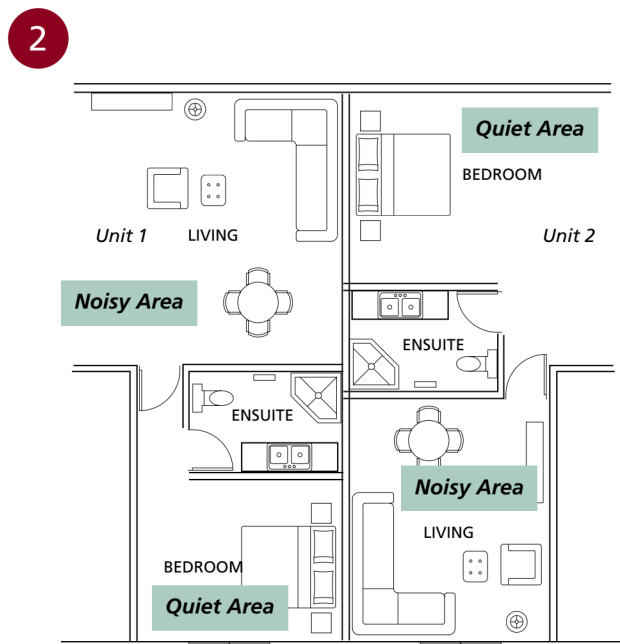 2
Quiet Area
BEDROOM
Unit 1
LIVING
Unit 2
Noisy Area
ENSUITE
ENSUITE
Noisy Area
LIVING
BEDROOM
Quiet Area